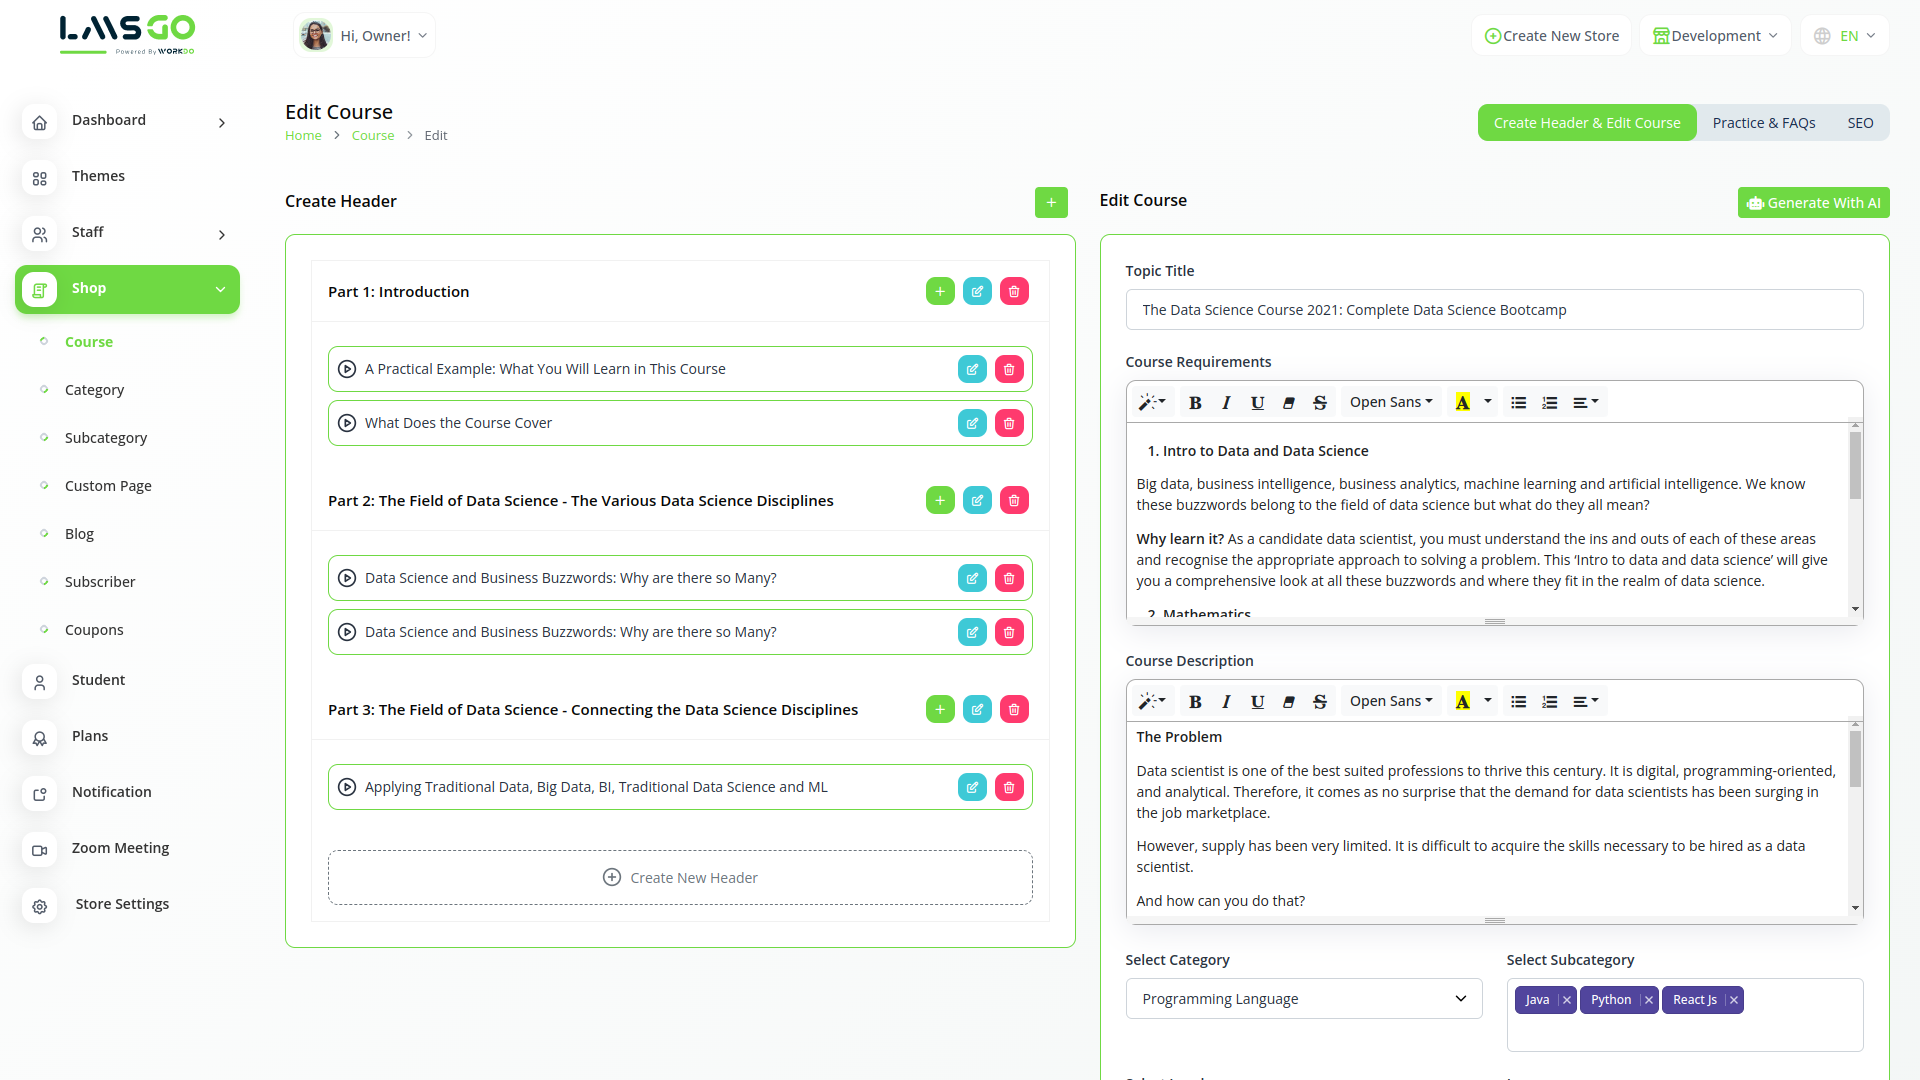 LMSGO
Powered By WORKDO
Hi, Owner!
Create New Store
Development
EN
Dashboard
Themes
Staff
Shop
Course
Category
Subcategory
Custom Page
Blog
Subscriber
Coupons
Student
Plans
Notification
Zoom Meeting
Store Settings
Edit Course
Home > Course > Edit
Create Header & Edit Course
Practice & FAQs
SEO
Create Header
Part 1: Introduction
A Practical Example: What You Will Learn in This Course
What Does the Course Cover
Part 2: The Field of Data Science - The Various Data Science Disciplines
Data Science and Business Buzzwords: Why are there so Many?
Data Science and Business Buzzwords: Why are there so Many?
Part 3: The Field of Data Science - Connecting the Data Science Disciplines
Applying Traditional Data, Big Data, BI, Traditional Data Science and ML
Create New Header
Edit Course
Generate With AI
Topic Title
The Data Science Course 2021: Complete Data Science Bootcamp
Course Requirements
B I U S Open Sans A
1. Intro to Data and Data Science
Big data, business intelligence, business analytics, machine learning and artificial intelligence. We know
these buzzwords belong to the field of data science but what do they all mean?
Why learn it? As a candidate data scientist, you must understand the ins and outs of each of these areas
and recognise the appropriate approach to solving a problem. This ‘Intro to data and data science’ will give
you a comprehensive look at all these buzzwords and where they fit in the realm of data science.
2. Mathematics
Course Description
B I U S Open Sans A
The Problem
Data scientist is one of the best suited professions to thrive this century. It is digital, programming-oriented,
and analytical. Therefore, it comes as no surprise that the demand for data scientists has been surging in
the job marketplace.
However, supply has been very limited. It is difficult to acquire the skills necessary to be hired as a data
scientist.
And how can you do that?
Select Category
Programming Language
Select Subcategory
Java
Python
React Js